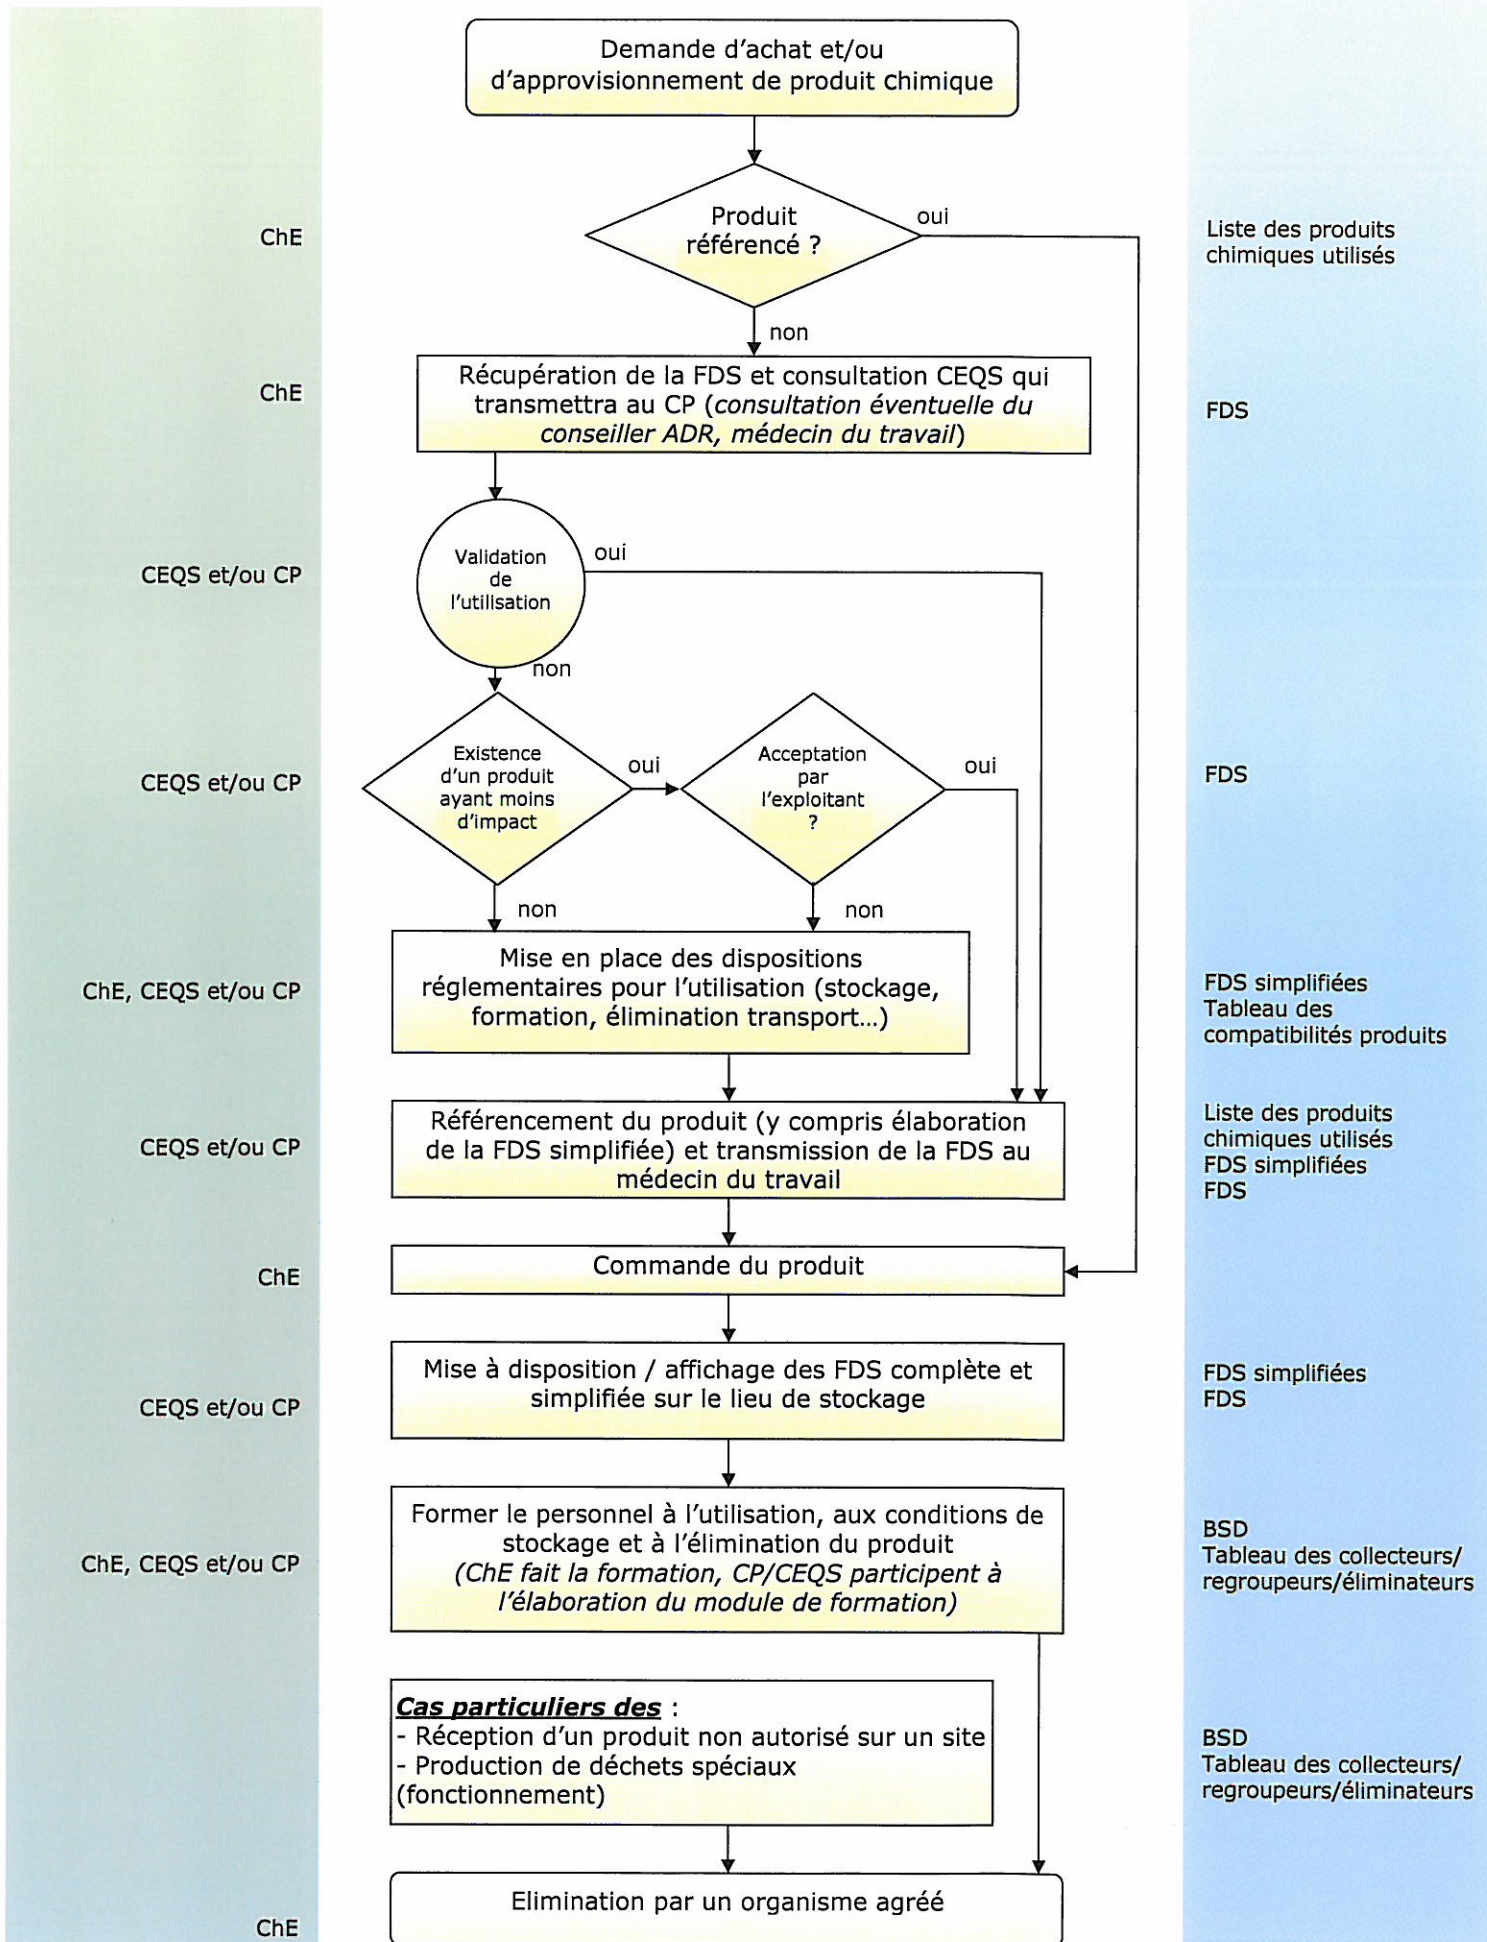 Demande d'achat et/ou
d'approvisionnement de produit chimique
ChE
Produit
référencé ?
oui
Liste des produits
chimiques utilisés
non
ChE
Récupération de la FDS et consultation CEQS qui
transmettra au CP (consultation éventuelle du
conseiller ADR, médecin du travail)
FDS
CEQS et/ou CP
Validation
de
l'utilisation
oui
non
CEQS et/ou CP
Existence
d'un produit
ayant moins
d'impact
oui
Acceptation
par
l'exploitant
?
oui
FDS
non
non
ChE, CEQS et/ou CP
Mise en place des dispositions
réglementaires pour l'utilisation (stockage,
formation, élimination transport...)
FDS simplifiées
Tableau des
compatibilités produits
CEQS et/ou CP
Référencement du produit (y compris élaboration
de la FDS simplifiée) et transmission de la FDS au
médecin du travail
Liste des produits
chimiques utilisés
FDS simplifiées
FDS
ChE
Commande du produit
CEQS et/ou CP
Mise à disposition / affichage des FDS complète et
simplifiée sur le lieu de stockage
FDS simplifiées
FDS
ChE, CEQS et/ou CP
Former le personnel à l'utilisation, aux conditions de
stockage et à l'élimination du produit
(ChE fait la formation, CP/CEQS participent à
l'élaboration du module de formation)
BSD
Tableau des collecteurs/
regroupeurs/éliminateurs
Cas particuliers des :
- Réception d'un produit non autorisé sur un site
- Production de déchets spéciaux
(fonctionnement)
BSD
Tableau des collecteurs/
regroupeurs/éliminateurs
ChE
Elimination par un organisme agréé